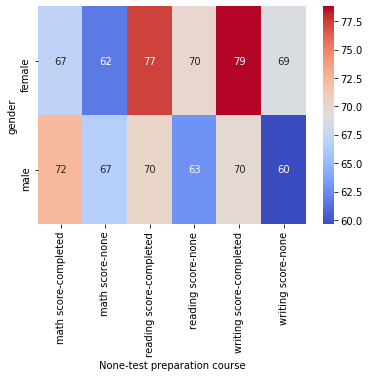 gender
female
67 62 77 70 79 69
male
72 67 70 63 70 60
math score-completed
math score-none
reading score-completed
reading score-none
writing score-completed
writing score-none
None-test preparation course
77.5
75.0
72.5
70.0
67.5
65.0
62.5
60.0